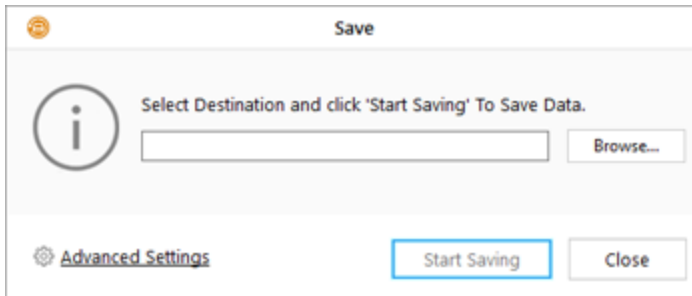 Save
Select Destination and click 'Start Saving' To Save Data.
Browse...
Advanced Settings
Start Saving
Close